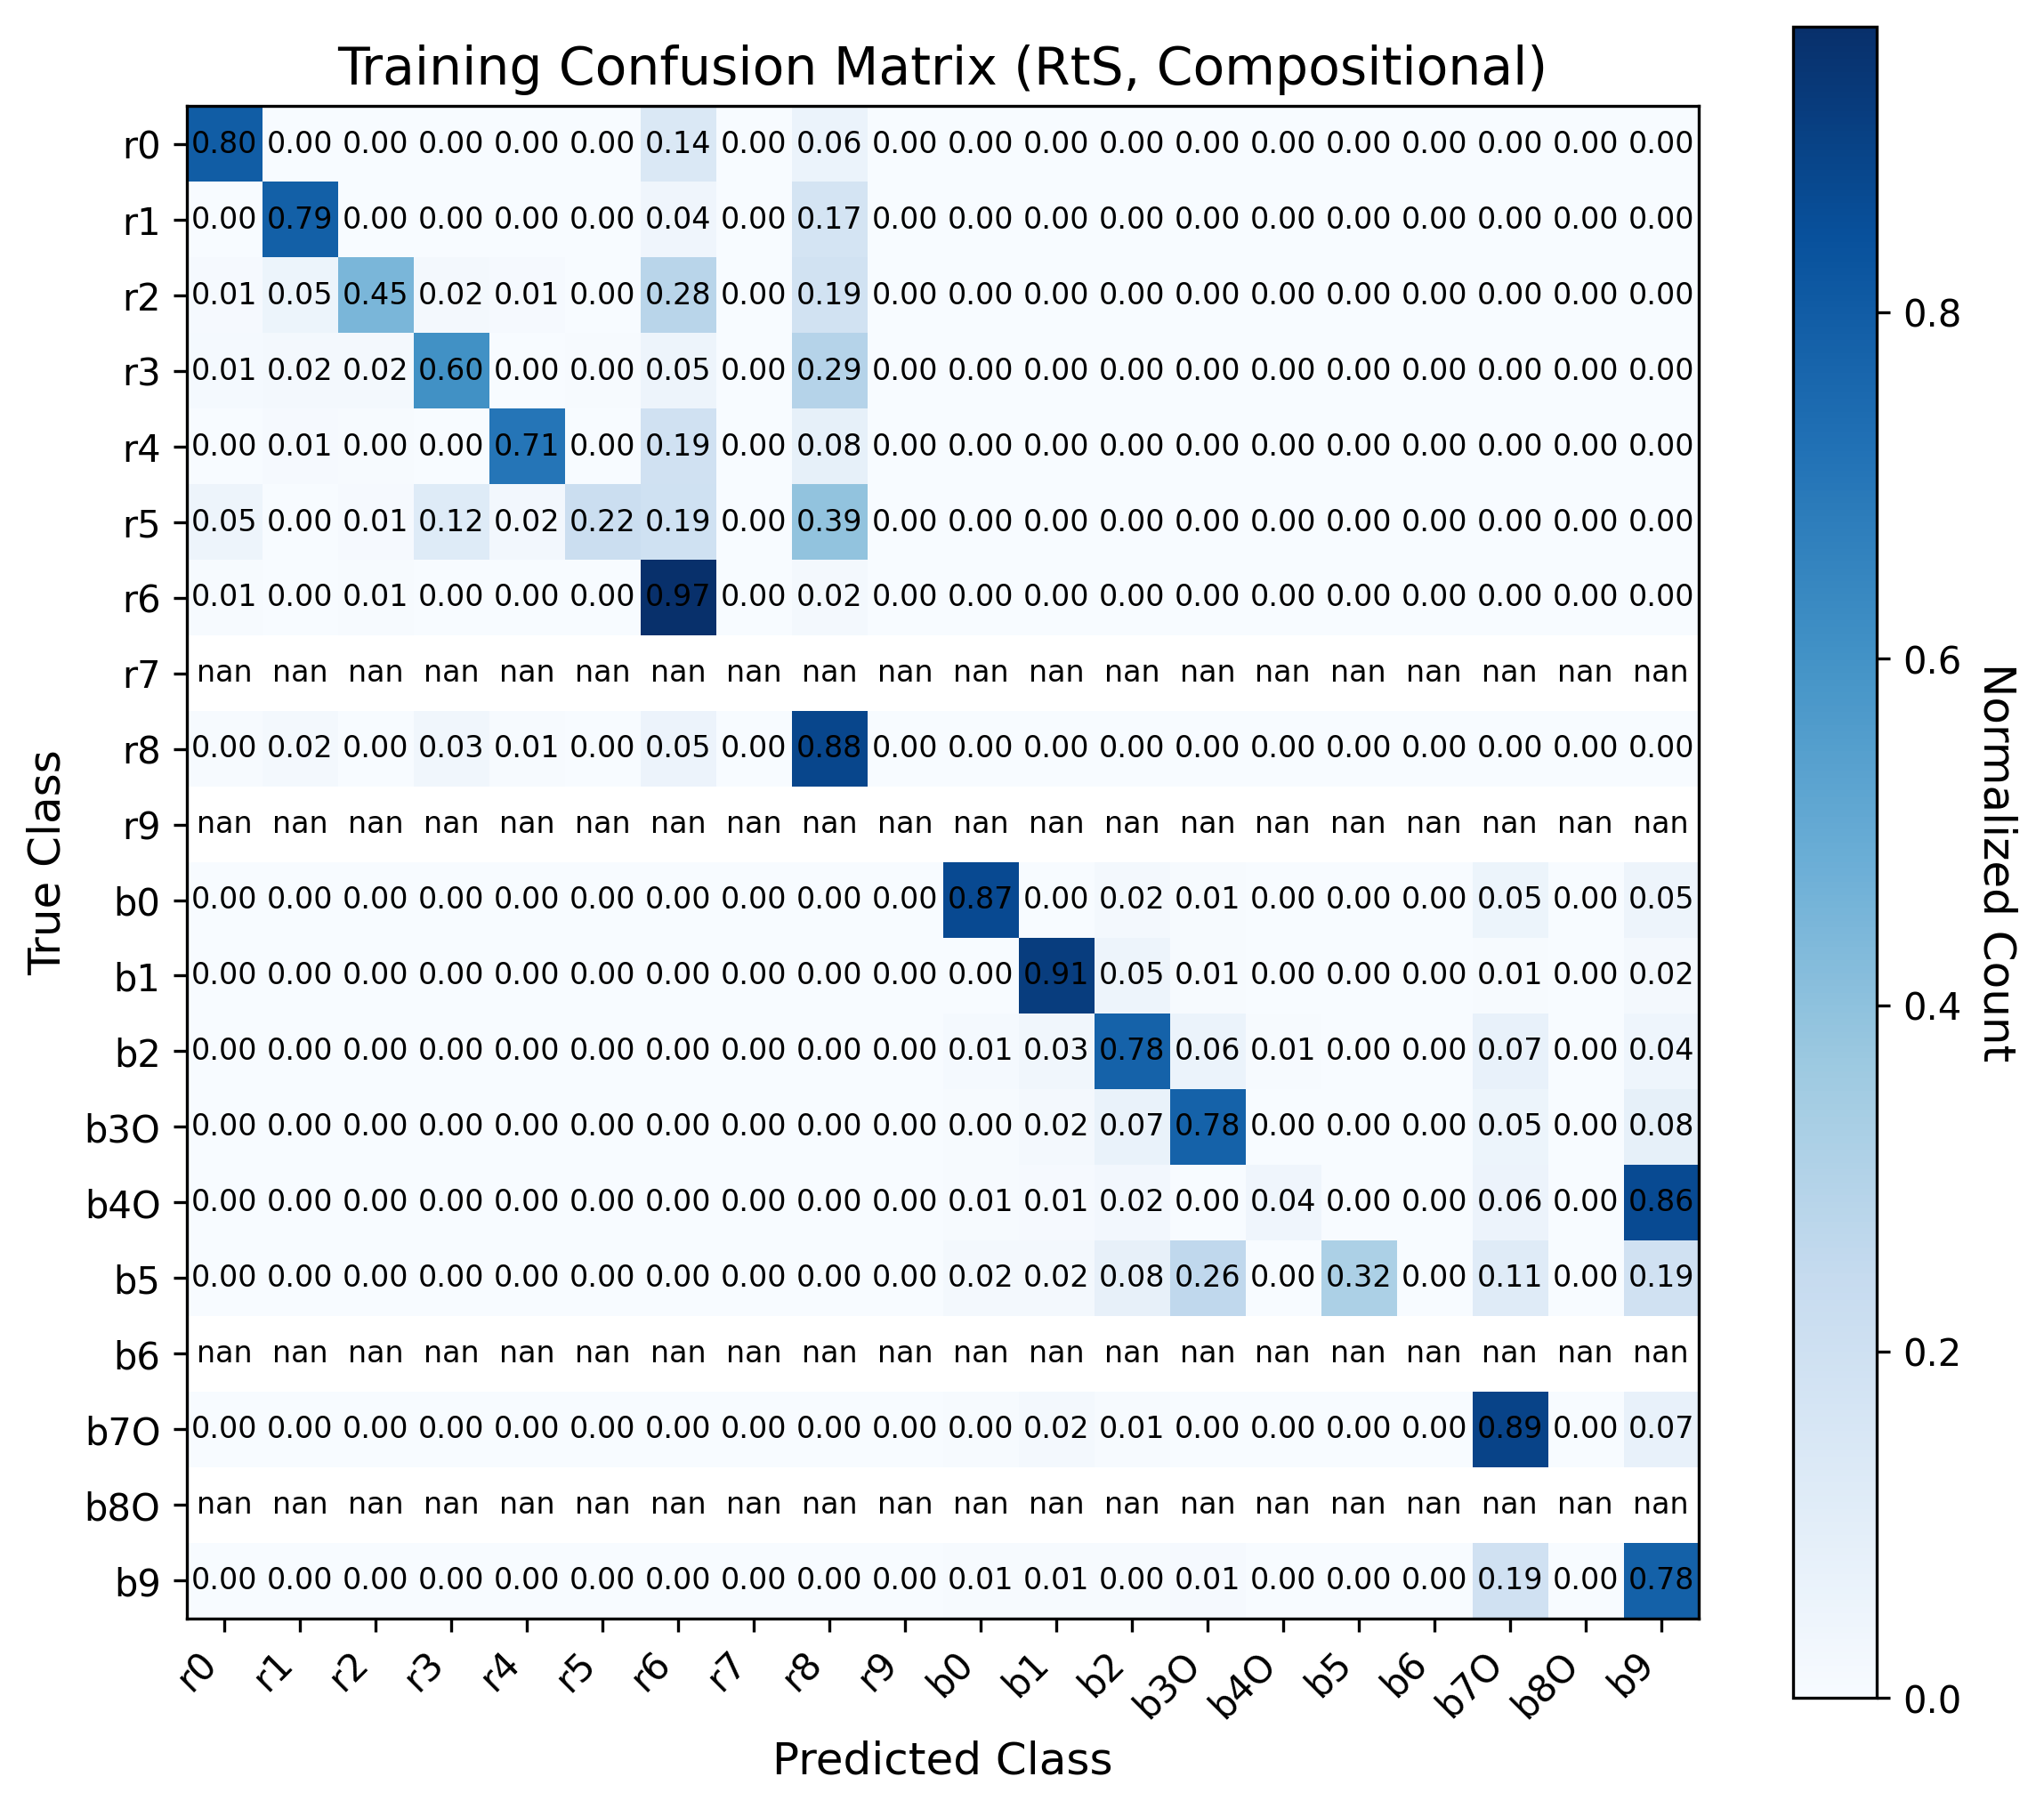 Training Confusion Matrix (RtS, Compositional)
r0 0.80 0.00 0.00 0.00 0.00 0.00 0.14 0.00 0.06 0.00 0.00 0.00 0.00 0.00 0.00 0.00 0.00 0.00 0.00 0.00
r1 0.00 0.79 0.00 0.00 0.00 0.00 0.04 0.00 0.17 0.00 0.00 0.00 0.00 0.00 0.00 0.00 0.00 0.00 0.00 0.00
r2 0.01 0.05 0.45 0.02 0.01 0.00 0.28 0.00 0.19 0.00 0.00 0.00 0.00 0.00 0.00 0.00 0.00 0.00 0.00 0.00
r3 0.01 0.02 0.02 0.60 0.00 0.00 0.05 0.00 0.29 0.00 0.00 0.00 0.00 0.00 0.00 0.00 0.00 0.00 0.00 0.00
r4 0.00 0.01 0.00 0.00 0.71 0.00 0.19 0.00 0.08 0.00 0.00 0.00 0.00 0.00 0.00 0.00 0.00 0.00 0.00 0.00
r5 0.05 0.00 0.01 0.12 0.02 0.22 0.19 0.00 0.39 0.00 0.00 0.00 0.00 0.00 0.00 0.00 0.00 0.00 0.00 0.00
r6 0.01 0.00 0.01 0.00 0.00 0.00 0.97 0.00 0.02 0.00 0.00 0.00 0.00 0.00 0.00 0.00 0.00 0.00 0.00 0.00
r7 nan nan nan nan nan nan nan nan nan nan nan nan nan nan nan nan nan nan nan nan
r8 0.00 0.02 0.00 0.03 0.01 0.00 0.05 0.00 0.88 0.00 0.00 0.00 0.00 0.00 0.00 0.00 0.00 0.00 0.00 0.00
r9 nan nan nan nan nan nan nan nan nan nan nan nan nan nan nan nan nan nan nan nan
b0 0.00 0.00 0.00 0.00 0.00 0.00 0.00 0.00 0.00 0.00 0.87 0.00 0.02 0.01 0.00 0.00 0.00 0.05 0.00 0.05
b1 0.00 0.00 0.00 0.00 0.00 0.00 0.00 0.00 0.00 0.00 0.00 0.91 0.05 0.01 0.00 0.00 0.00 0.01 0.00 0.02
b2 0.00 0.00 0.00 0.00 0.00 0.00 0.00 0.00 0.00 0.00 0.01 0.03 0.78 0.06 0.01 0.00 0.00 0.07 0.00 0.04
b3O 0.00 0.00 0.00 0.00 0.00 0.00 0.00 0.00 0.00 0.00 0.00 0.02 0.07 0.78 0.00 0.00 0.00 0.05 0.00 0.08
b4O 0.00 0.00 0.00 0.00 0.00 0.00 0.00 0.00 0.00 0.00 0.01 0.01 0.02 0.00 0.04 0.00 0.00 0.06 0.00 0.86
b5 0.00 0.00 0.00 0.00 0.00 0.00 0.00 0.00 0.00 0.00 0.02 0.02 0.08 0.26 0.00 0.32 0.00 0.11 0.00 0.19
b6 nan nan nan nan nan nan nan nan nan nan nan nan nan nan nan nan nan nan nan nan
b7O 0.00 0.00 0.00 0.00 0.00 0.00 0.00 0.00 0.00 0.00 0.00 0.02 0.01 0.00 0.00 0.00 0.00 0.89 0.00 0.07
b8O nan nan nan nan nan nan nan nan nan nan nan nan nan nan nan nan nan nan nan nan
b9 0.00 0.00 0.00 0.00 0.00 0.00 0.00 0.00 0.00 0.00 0.01 0.01 0.00 0.01 0.00 0.00 0.00 0.19 0.00 0.78
r0 r1 r2 r3 r4 r5 r6 r7 r8 r9 b0 b1 b2 b3O b4O b5 b6 b7O b8O b9
Predicted Class
True Class
0.8
0.6
0.4
0.2
0.0
Normalized Count